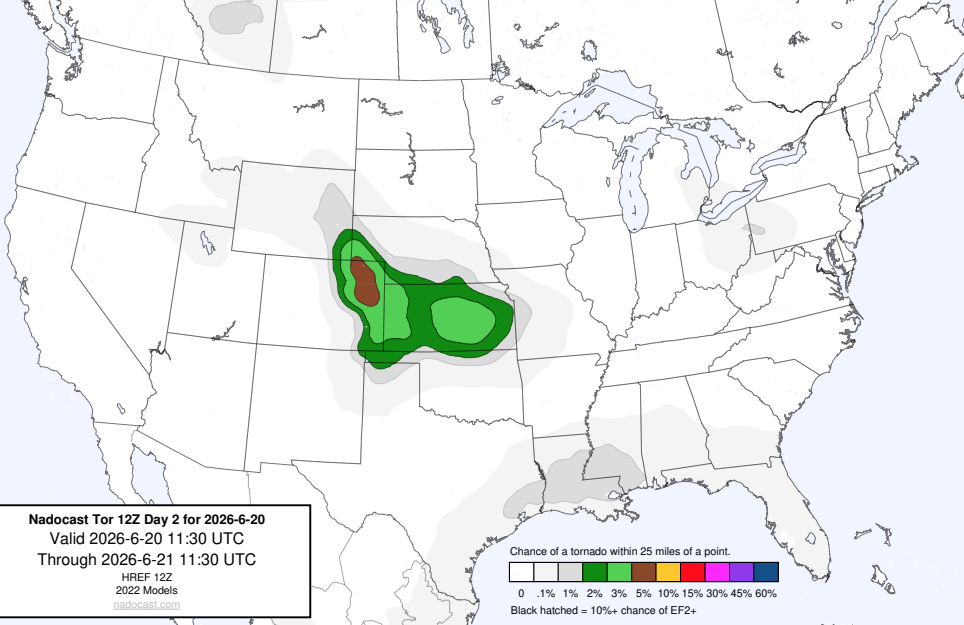 Nadocast Tor 12Z Day 2 for 2026-6-20
Valid 2026-6-20 11:30 UTC
Through 2026-6-21 11:30 UTC
HREF 12Z
2022 Models
nadocast.com
Chance of a tornado within 25 miles of a point.
0 .1% 1% 2% 3% 5% 10% 15% 30% 45% 60%
Black hatched = 10%+ chance of EF2+